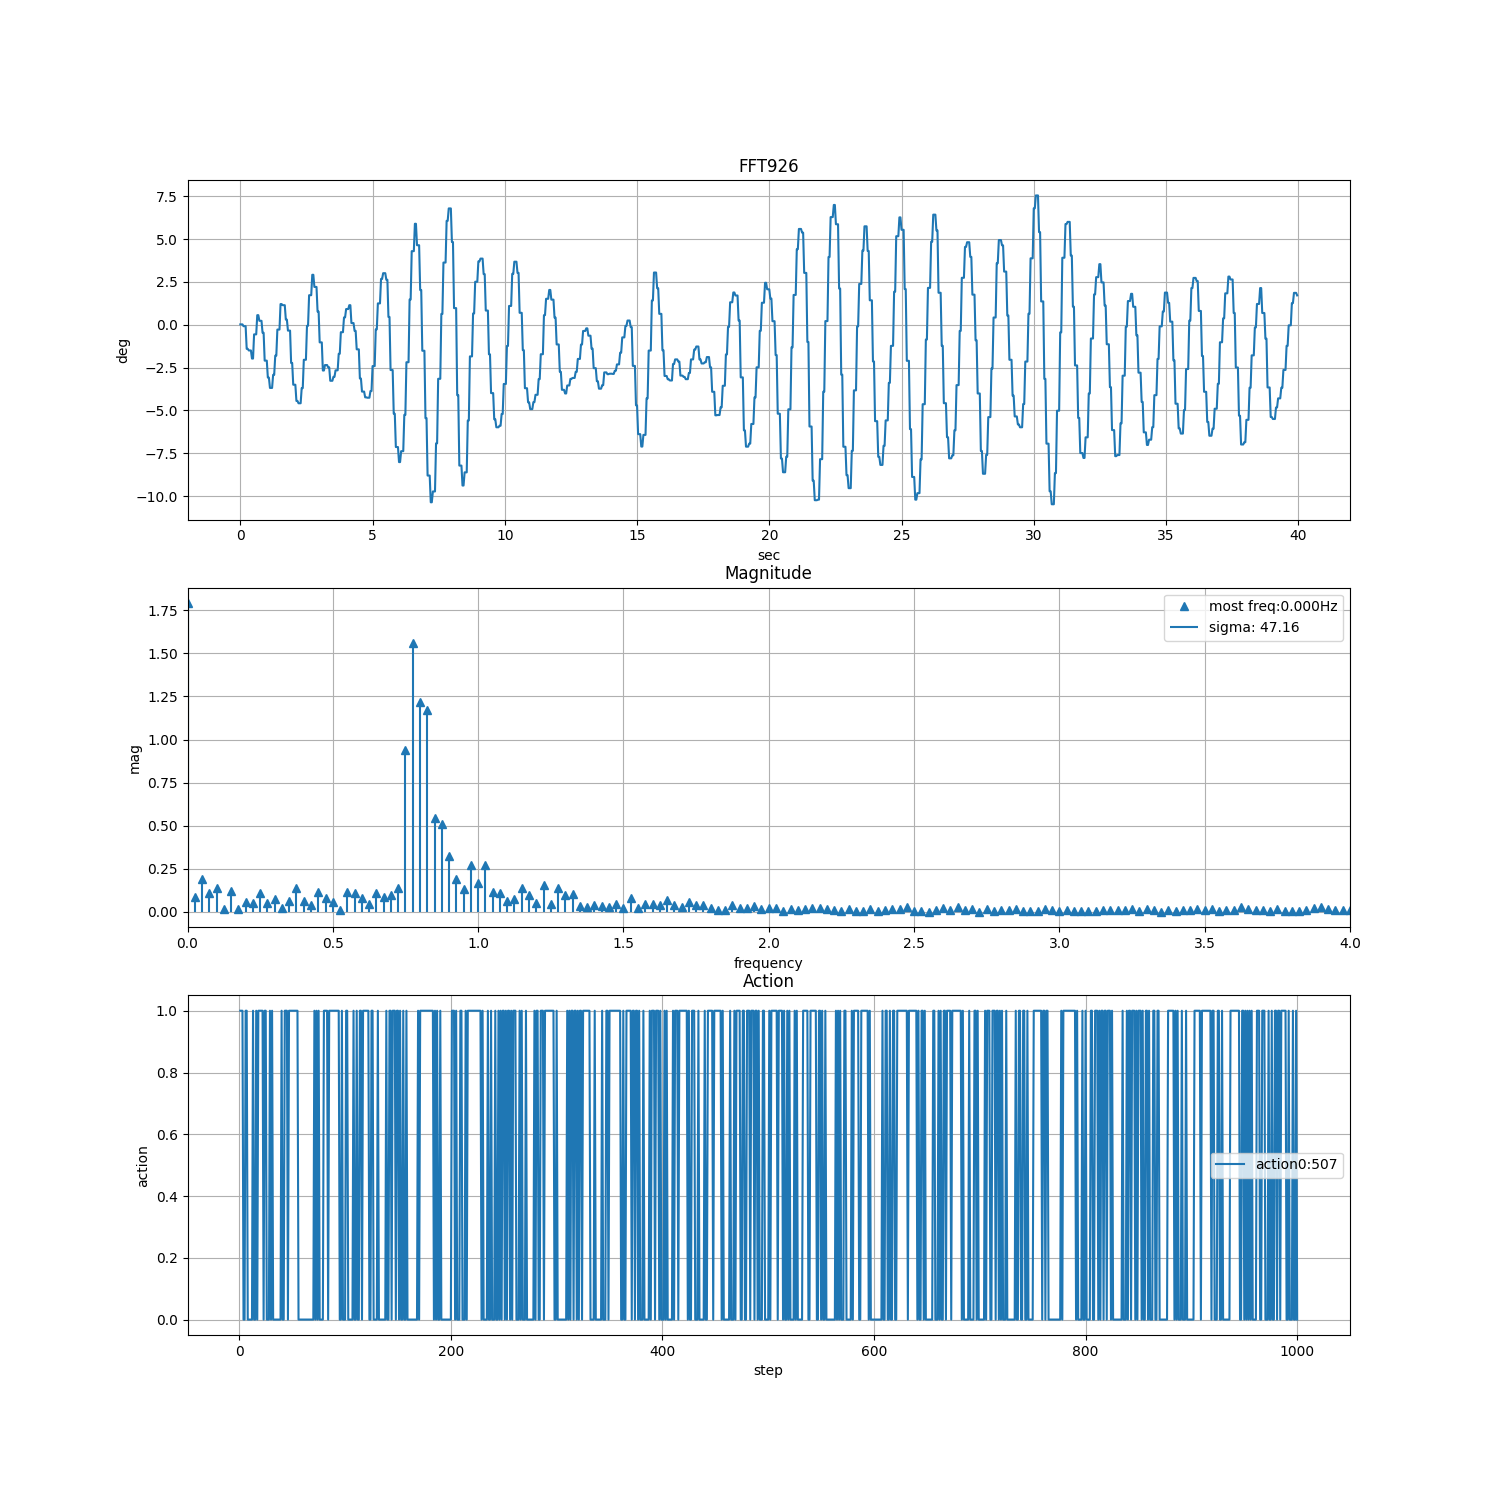 FFT926
7.5
5.0
2.5
0.0
−2.5
−5.0
−7.5
−10.0
deg
0 5 10 15 20 25 30 35 40
sec
Magnitude
1.75
1.50
1.25
1.00
0.75
0.50
0.25
0.00
mag
most freq:0.000Hz
sigma: 47.16
0.0 0.5 1.0 1.5 2.0 2.5 3.0 3.5 4.0
frequency
Action
1.0
0.8
0.6
0.4
0.2
0.0
action
action0:507
0 200 400 600 800 1000
step